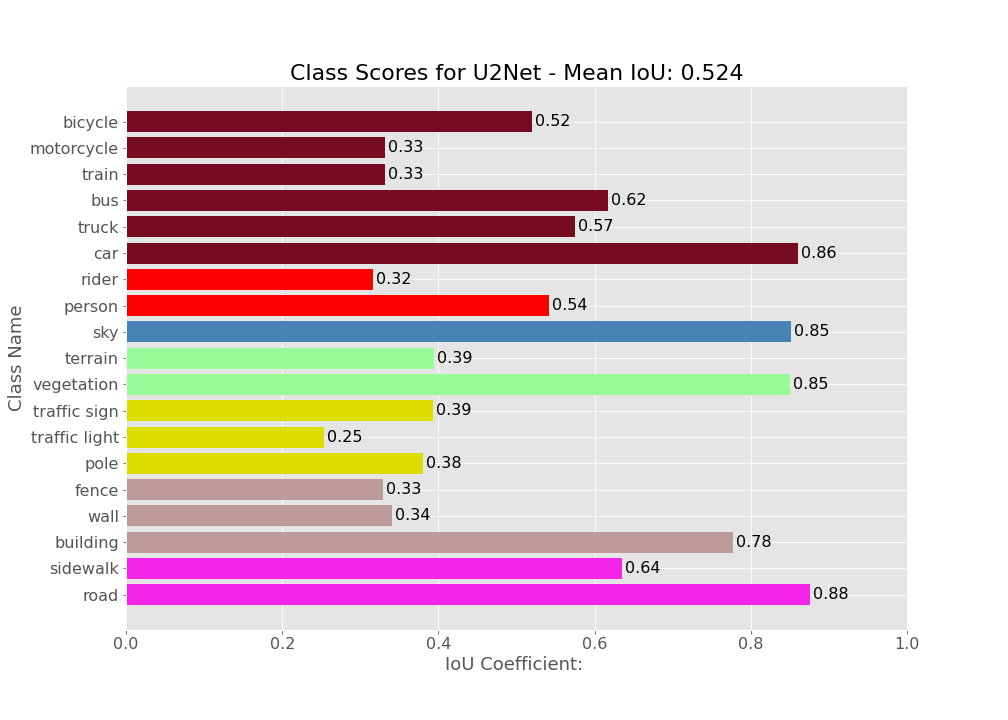 Class Scores for U2Net - Mean IoU: 0.524
Class Name
bicycle 0.52
motorcycle 0.33
train 0.33
bus 0.62
truck 0.57
car 0.86
rider 0.32
person 0.54
sky 0.85
terrain 0.39
vegetation 0.85
traffic sign 0.39
traffic light 0.25
pole 0.38
fence 0.33
wall 0.34
building 0.78
sidewalk 0.64
road 0.88
0.0 0.2 0.4 0.6 0.8 1.0
IoU Coefficient: